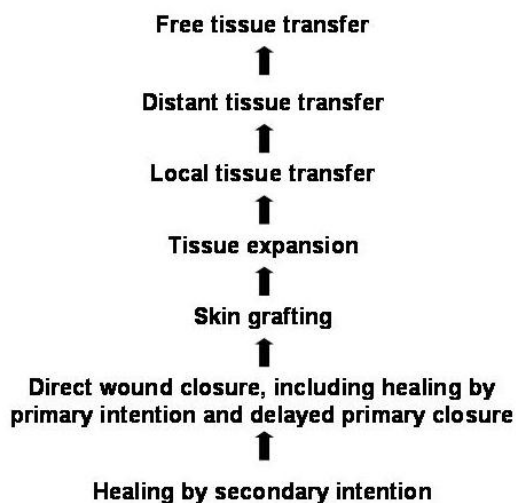 Free tissue transfer
Distant tissue transfer
Local tissue transfer
Tissue expansion
Skin grafting
Direct wound closure, including healing by
primary intention and delayed primary closure
Healing by secondary intention